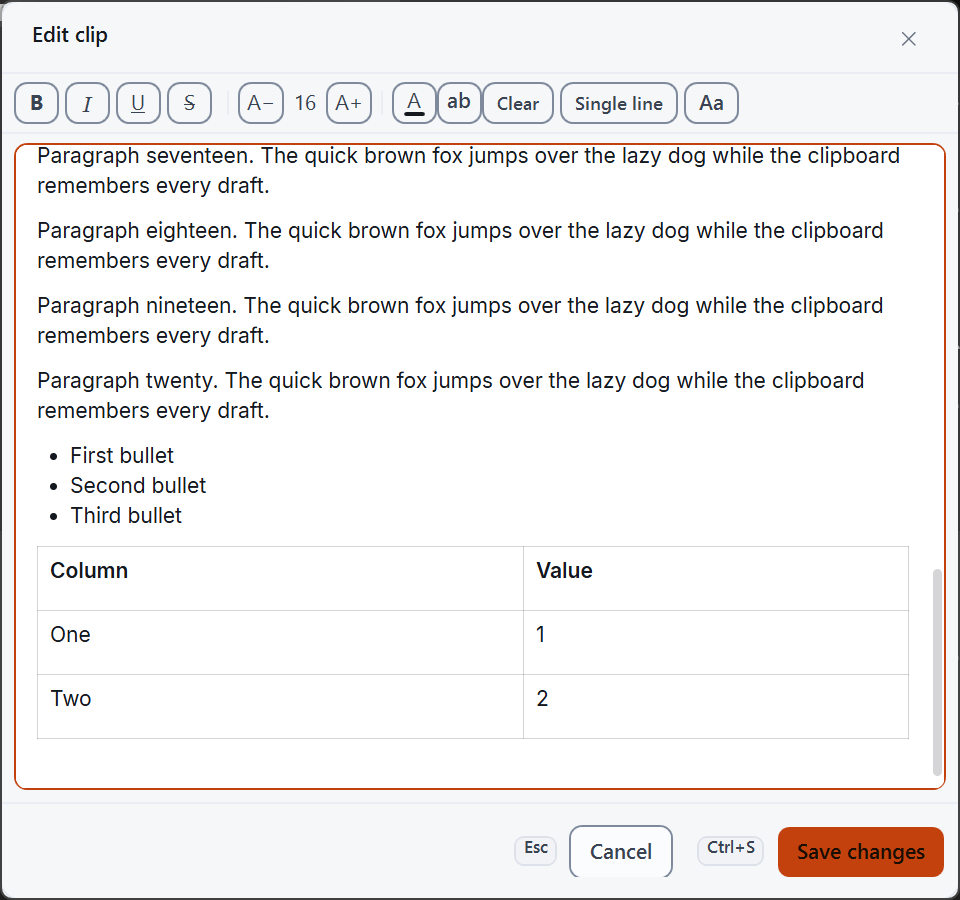 Edit clip
B I U S A− 16 A+ A ab Clear Single line Aa
Paragraph seventeen. The quick brown fox jumps over the lazy dog while the clipboard
remembers every draft.
Paragraph eighteen. The quick brown fox jumps over the lazy dog while the clipboard
remembers every draft.
Paragraph nineteen. The quick brown fox jumps over the lazy dog while the clipboard
remembers every draft.
Paragraph twenty. The quick brown fox jumps over the lazy dog while the clipboard
remembers every draft.
• First bullet
• Second bullet
• Third bullet
Column Value
One 1
Two 2
Esc Cancel Ctrl+S Save changes